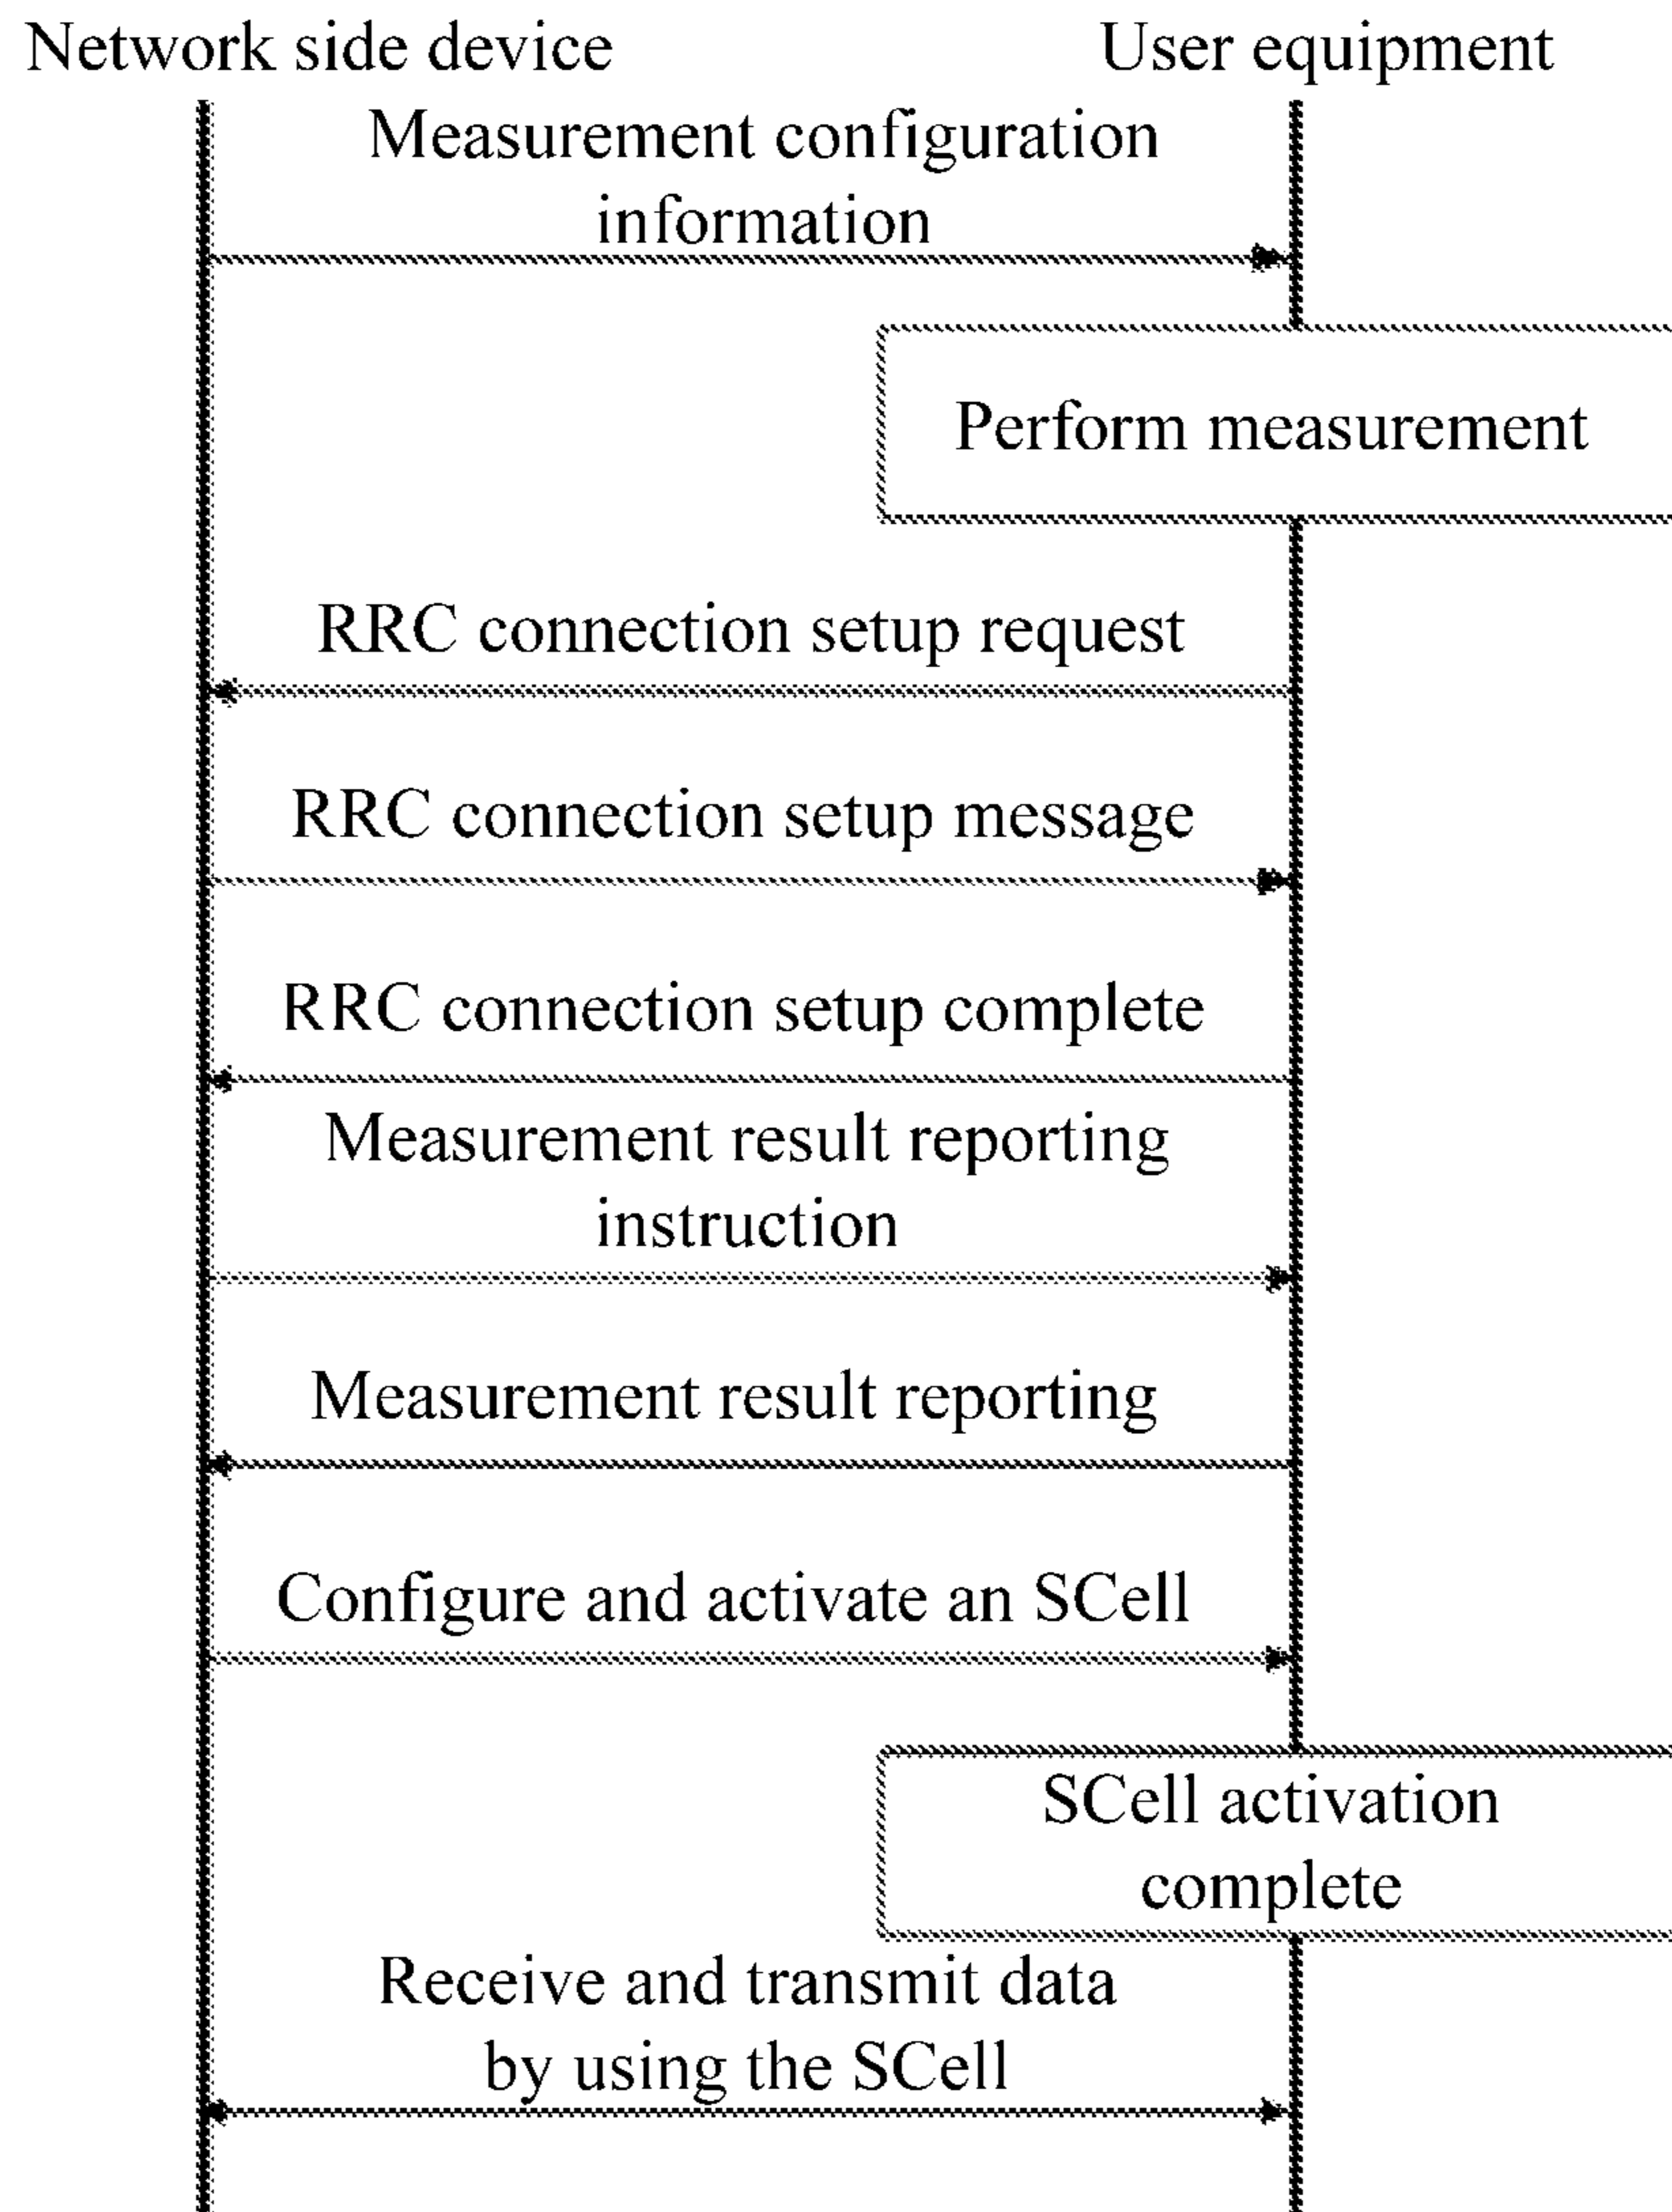 Network side device
User equipment
Measurement configuration
information
Perform measurement
RRC connection setup request
RRC connection setup message
RRC connection setup complete
Measurement result reporting
instruction
Measurement result reporting
Configure and activate an SCell
SCell activation
complete
Receive and transmit data
by using the SCell